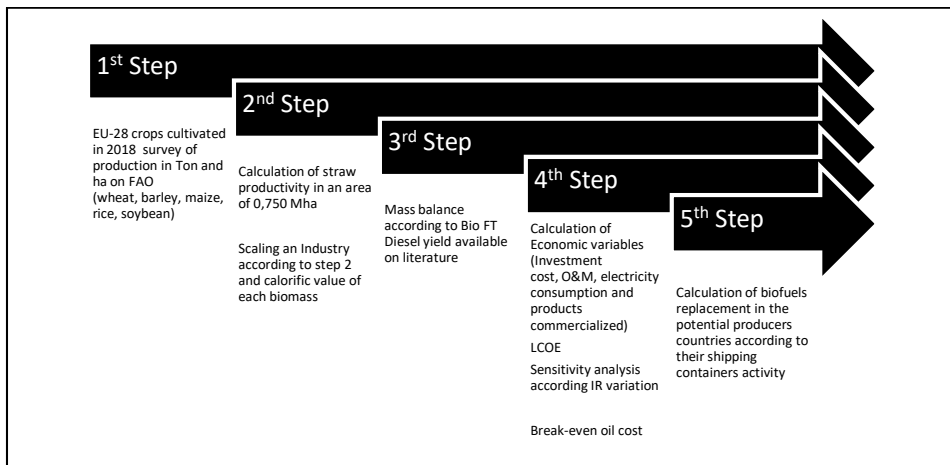 1st Step
EU-28 crops cultivated
in 2018 survey of
production in Ton and
ha on FAO
(wheat, barley, maize,
rice, soybean)
2nd Step
Calculation of straw
productivity in an area
of 0,750 Mha
Scaling an Industry
according to step 2
and calorific value of
each biomass
3rd Step
Mass balance
according to Bio FT
Diesel yield available
on literature
4th Step
Calculation of
Economic variables
(Investment
cost, O&M, electricity
consumption and
products
commercialized)
LCOE
Sensitivity analysis
according IR variation
Break-even oil cost
5th Step
Calculation of biofuels
replacement in the
potential producers
countries according to
their shipping
containers activity